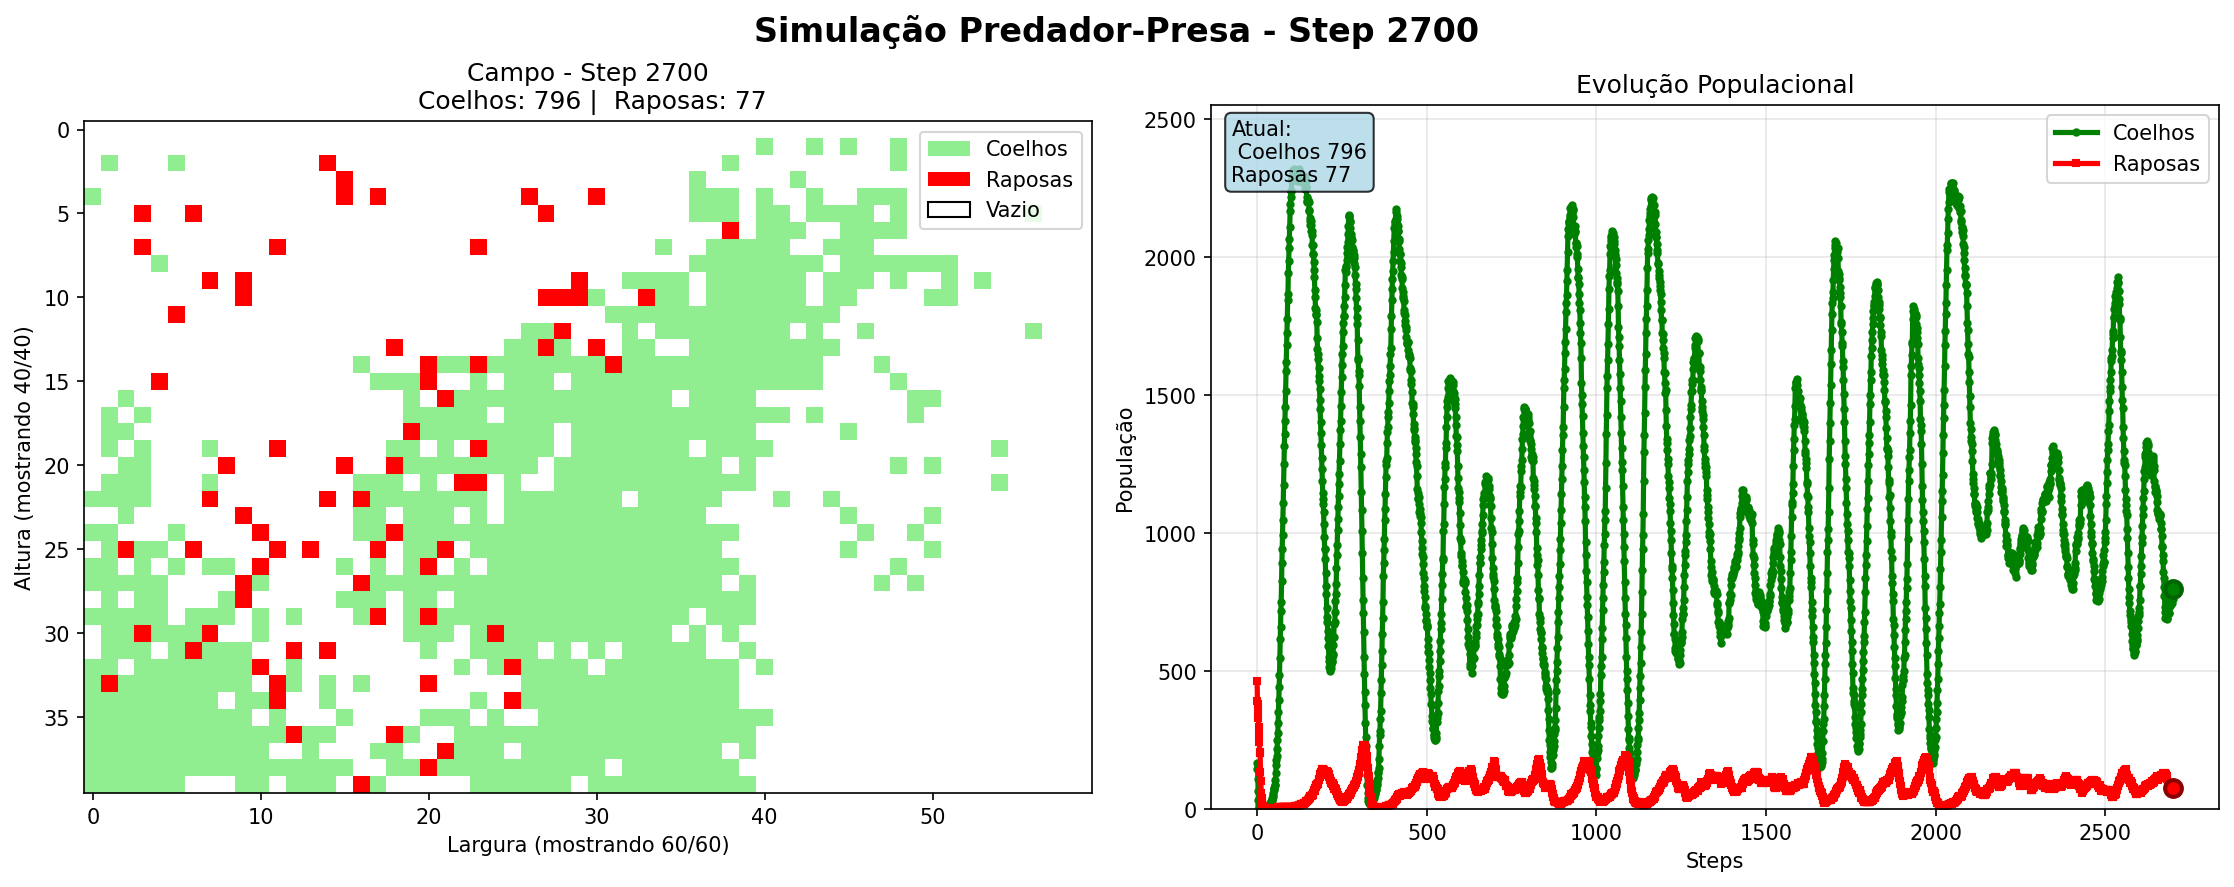 Simulação Predador-Presa - Step 2700
Campo - Step 2700
Coelhos: 796 |  Raposas: 77
Coelhos
Raposas
Vazio
0
5
10
15
20
25
30
35
Altura (mostrando 40/40)
0
10
20
30
40
50
Largura (mostrando 60/60)
Evolução Populacional
Atual:
Coelhos 796
Raposas 77
Coelhos
Raposas
2500
2000
1500
1000
500
0
População
0
500
1000
1500
2000
2500
Steps